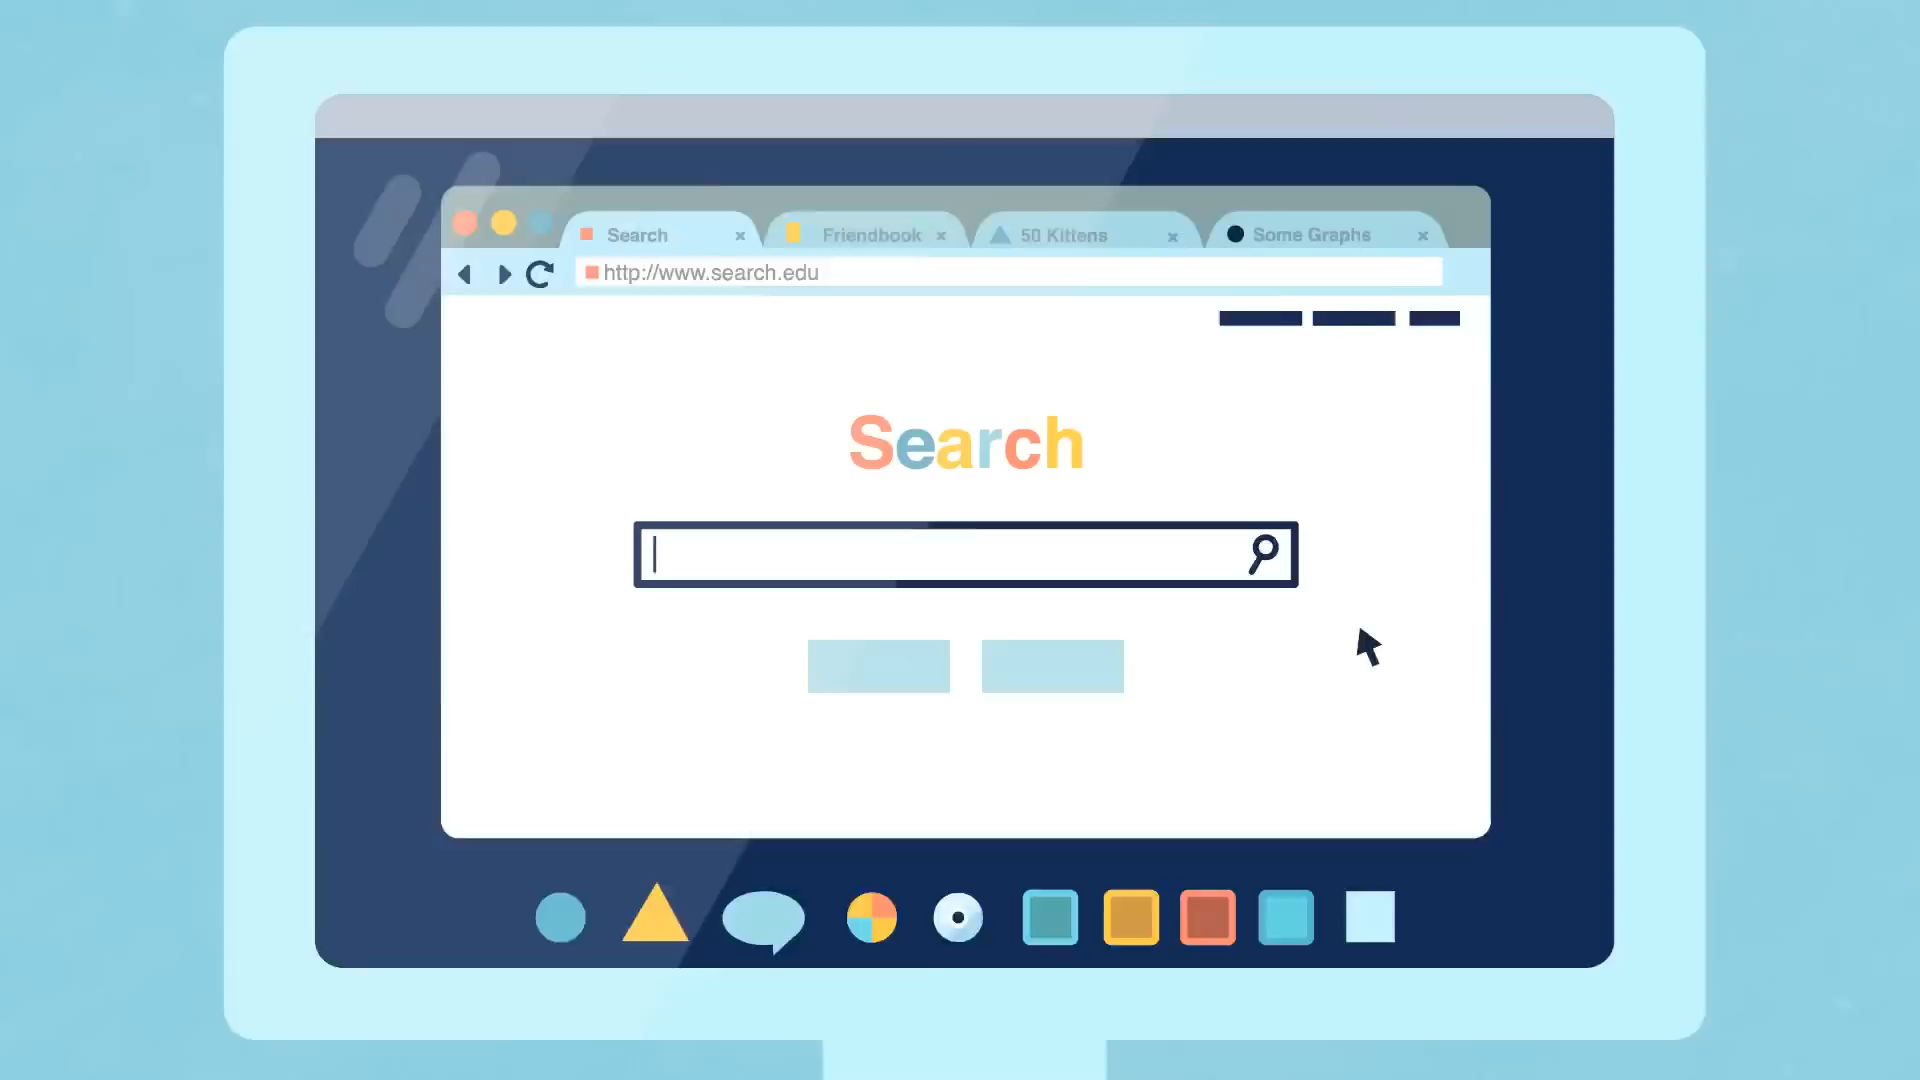 Search
Friendbook
50 Kittens
Some Graphs
http://www.search.edu
Search